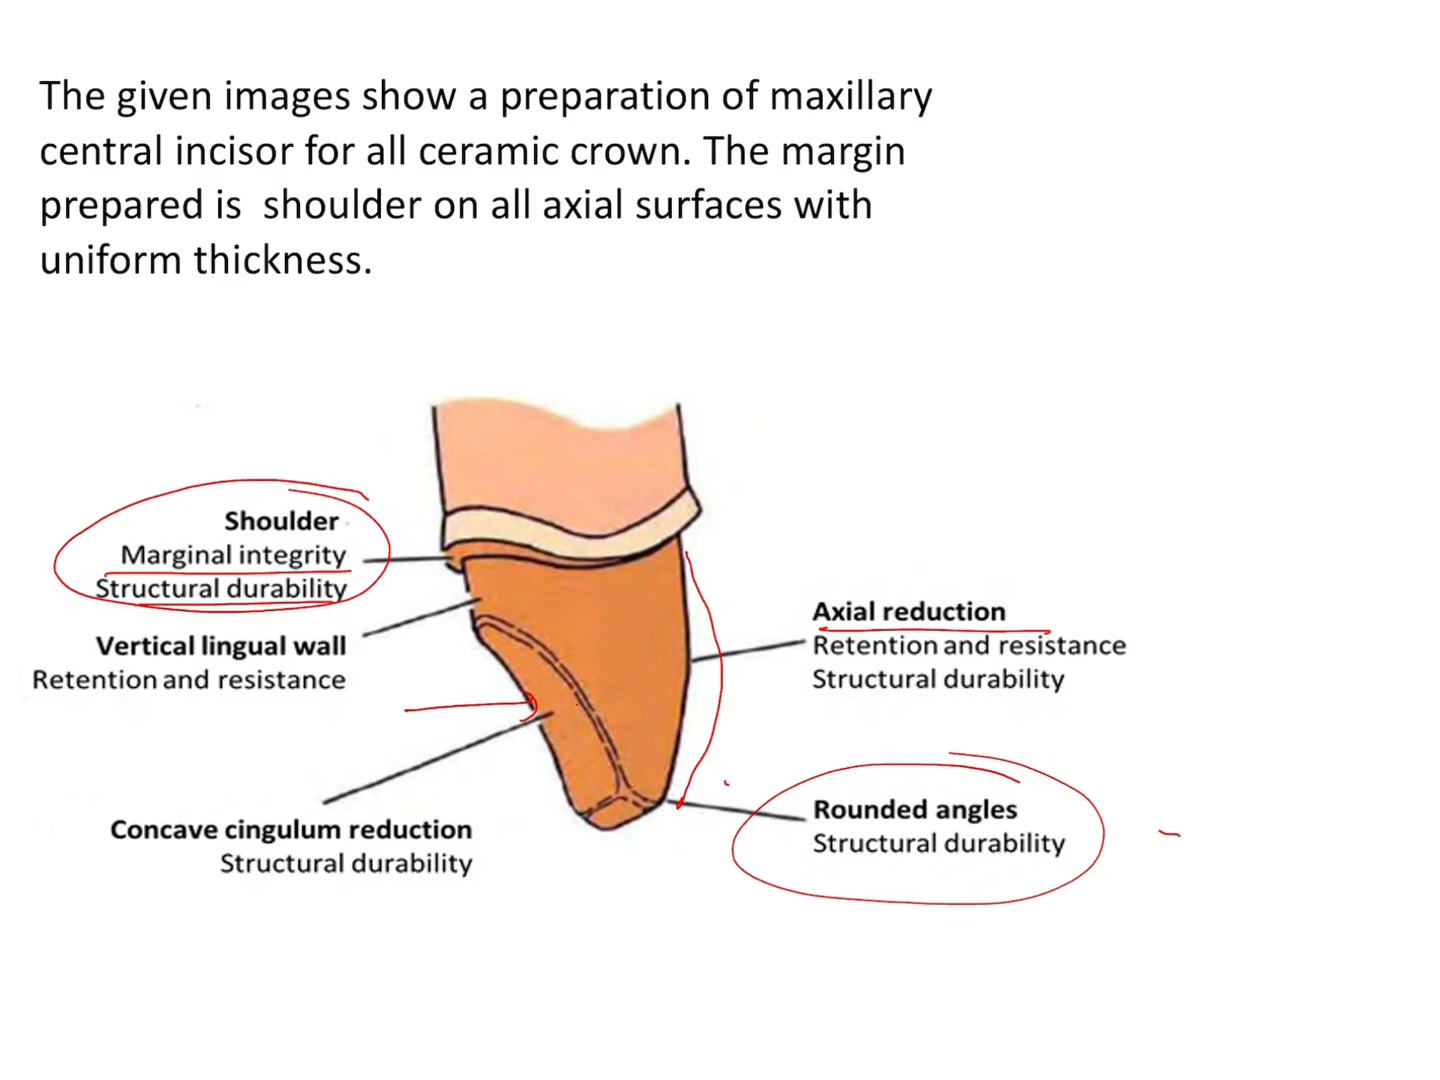 The given images show a preparation of maxillary
central incisor for all ceramic crown. The margin
prepared is  shoulder on all axial surfaces with
uniform thickness.
Shoulder
Marginal integrity
Structural durability
Vertical lingual wall
Retention and resistance
Concave cingulum reduction
Structural durability
Axial reduction
Retention and resistance
Structural durability
Rounded angles
Structural durability